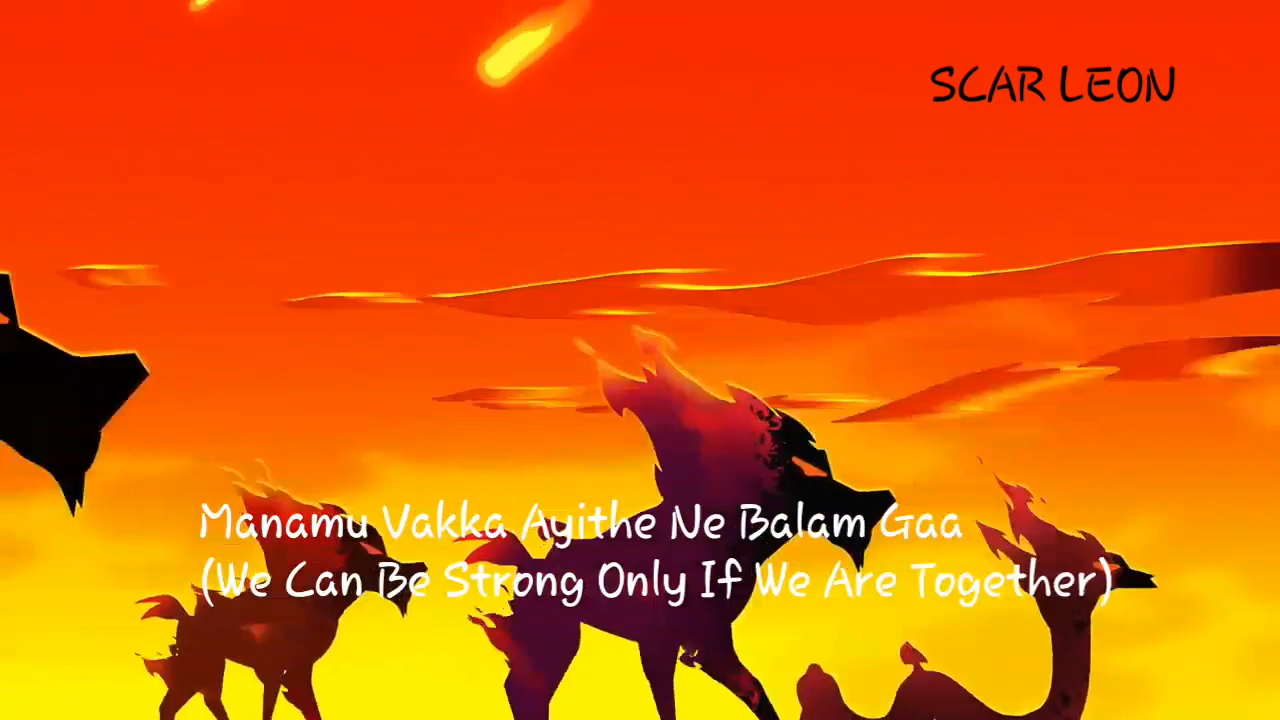 SCAR LEON
Manamu Vakka Ayithe Ne Balam Gaa
(We Can Be Strong Only If We Are Together)